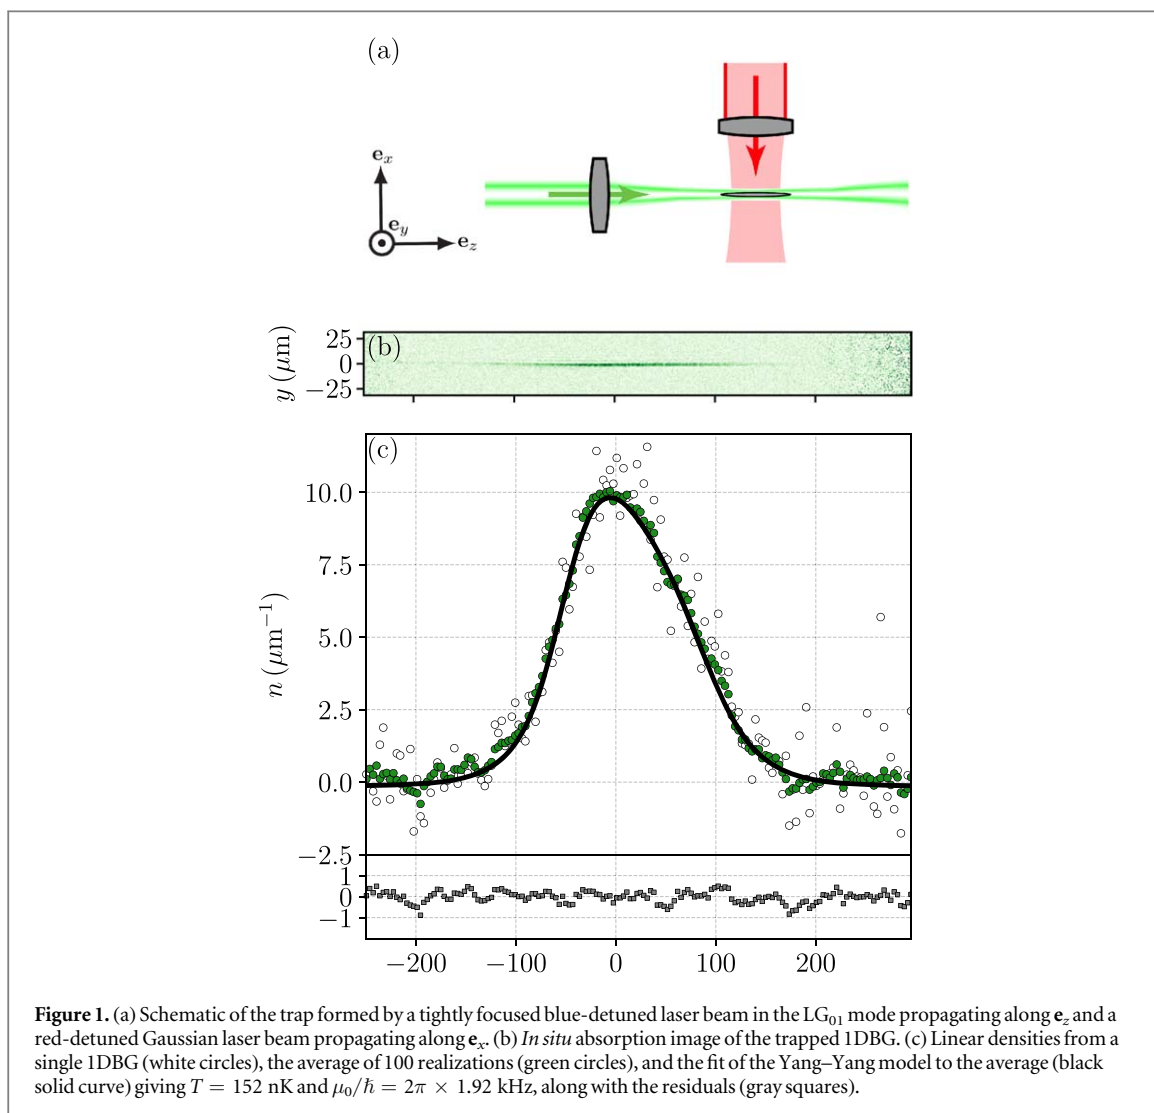 (a)
𝐞ₓ
𝐞ᵧ
𝐞_z
(b)
y (μm)
25
0
−25
(c)
n (μm⁻¹)
10.0
7.5
5.0
2.5
0.0
−2.5
1
0
−1
−200 −100 0 100 200
Figure 1. (a) Schematic of the trap formed by a tightly focused blue-detuned laser beam in the LG₀₁ mode propagating along e_z and a
red-detuned Gaussian laser beam propagating along eₓ. (b) In situ absorption image of the trapped 1DBG. (c) Linear densities from a
single 1DBG (white circles), the average of 100 realizations (green circles), and the fit of the Yang–Yang model to the average (black
solid curve) giving T = 152 nK and μ₀/ℏ = 2π × 1.92 kHz, along with the residuals (gray squares).